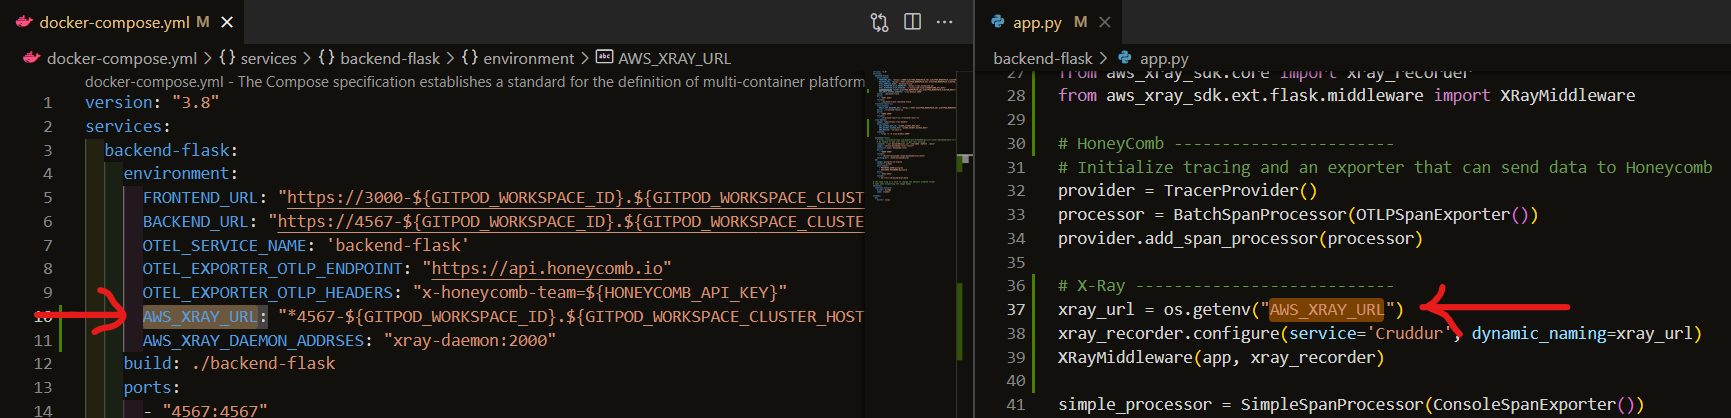 docker-compose.yml M
docker-compose.yml > services > backend-flask > environment > AWS_XRAY_URL
docker-compose.yml - The Compose specification establishes a standard for the definition of multi-container platform
1 version: "3.8"
2 services:
3 backend-flask:
4 environment:
5 FRONTEND_URL: "https://3000-${GITPOD_WORKSPACE_ID}.${GITPOD_WORKSPACE_CLUST
6 BACKEND_URL: "https://4567-${GITPOD_WORKSPACE_ID}.${GITPOD_WORKSPACE_CLUSTE
7 OTEL_SERVICE_NAME: 'backend-flask'
8 OTEL_EXPORTER_OTLP_ENDPOINT: "https://api.honeycomb.io"
9 OTEL_EXPORTER_OTLP_HEADERS: "x-honeycomb-team=${HONEYCOMB_API_KEY}"
10 AWS_XRAY_URL: "*4567-${GITPOD_WORKSPACE_ID}.${GITPOD_WORKSPACE_CLUSTER_HOST
11 AWS_XRAY_DAEMON_ADDRSES: "xray-daemon:2000"
12 build: ./backend-flask
13 ports:
14 - "4567:4567"
app.py M
backend-flask > app.py
27 from aws_xray_sdk.core import xray_recorder
28 from aws_xray_sdk.ext.flask.middleware import XRayMiddleware
29
30 # HoneyComb -----------------------
31 # Initialize tracing and an exporter that can send data to Honeycomb
32 provider = TracerProvider()
33 processor = BatchSpanProcessor(OTLPSpanExporter())
34 provider.add_span_processor(processor)
35
36 # X-Ray ---------------------------
37 xray_url = os.getenv("AWS_XRAY_URL")
38 xray_recorder.configure(service='Cruddur', dynamic_naming=xray_url)
39 XRayMiddleware(app, xray_recorder)
40
41 simple_processor = SimpleSpanProcessor(ConsoleSpanExporter())